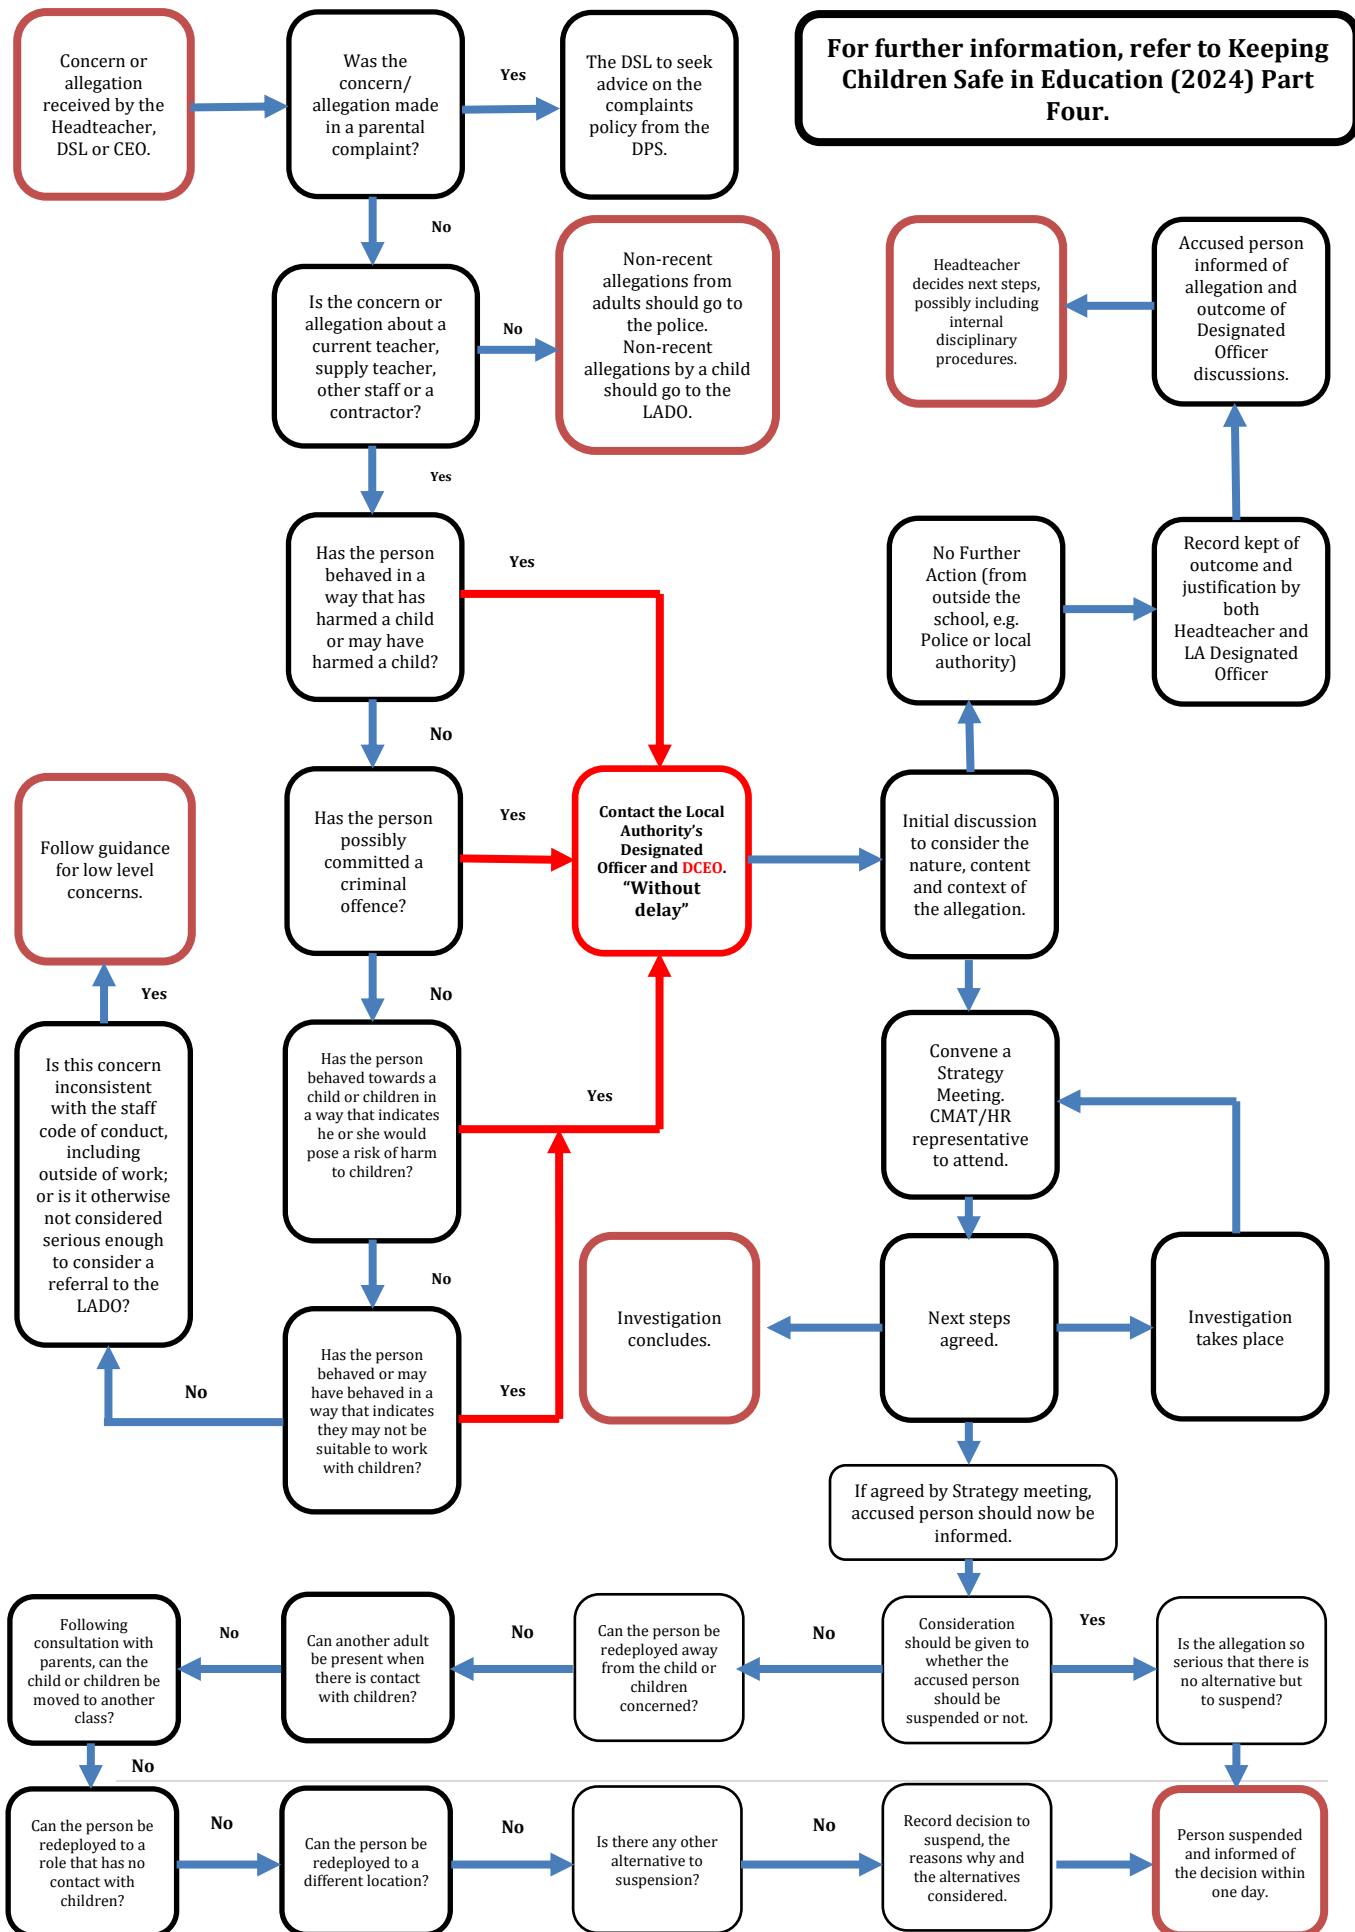 Concern or
allegation
received by the
Headteacher,
DSL or CEO.
Was the
concern/
allegation made
in a parental
complaint?
Yes
The DSL to seek
advice on the
complaints
policy from the
DPS.
For further information, refer to Keeping
Children Safe in Education (2024) Part
Four.
No
Is the concern or
allegation about a
current teacher,
supply teacher,
other staff or a
contractor?
No
Non-recent
allegations from
adults should go to
the police.
Non-recent
allegations by a child
should go to the
LADO.
Headteacher
decides next steps,
possibly including
internal
disciplinary
procedures.
Accused person
informed of
allegation and
outcome of
Designated
Officer
discussions.
Yes
Has the person
behaved in a
way that has
harmed a child
or may have
harmed a child?
Yes
No Further
Action (from
outside the
school, e.g.
Police or local
authority)
Record kept of
outcome and
justification by
both
Headteacher and
LA Designated
Officer
No
Follow guidance
for low level
concerns.
Has the person
possibly
committed a
criminal
offence?
Yes
Contact the Local
Authority’s
Designated
Officer and DCEO.
“Without
delay”
Initial discussion
to consider the
nature, content
and context of
the allegation.
Yes
No
Is this concern
inconsistent
with the staff
code of conduct,
including
outside of work;
or is it otherwise
not considered
serious enough
to consider a
referral to the
LADO?
Has the person
behaved towards a
child or children in
a way that indicates
he or she would
pose a risk of harm
to children?
Yes
Convene a
Strategy
Meeting.
CMAT/HR
representative
to attend.
No
Investigation
concludes.
Next steps
agreed.
Investigation
takes place
No
Has the person
behaved or may
have behaved in a
way that indicates
they may not be
suitable to work
with children?
Yes
If agreed by Strategy meeting,
accused person should now be
informed.
Following
consultation with
parents, can the
child or children be
moved to another
class?
No
Can another adult
be present when
there is contact
with children?
No
Can the person be
redeployed away
from the child or
children
concerned?
No
Consideration
should be given to
whether the
accused person
should be
suspended or not.
Yes
Is the allegation so
serious that there is
no alternative but
to suspend?
No
Can the person be
redeployed to a
role that has no
contact with
children?
No
Can the person be
redeployed to a
different location?
No
Is there any other
alternative to
suspension?
No
Record decision to
suspend, the
reasons why and
the alternatives
considered.
Person suspended
and informed of
the decision within
one day.